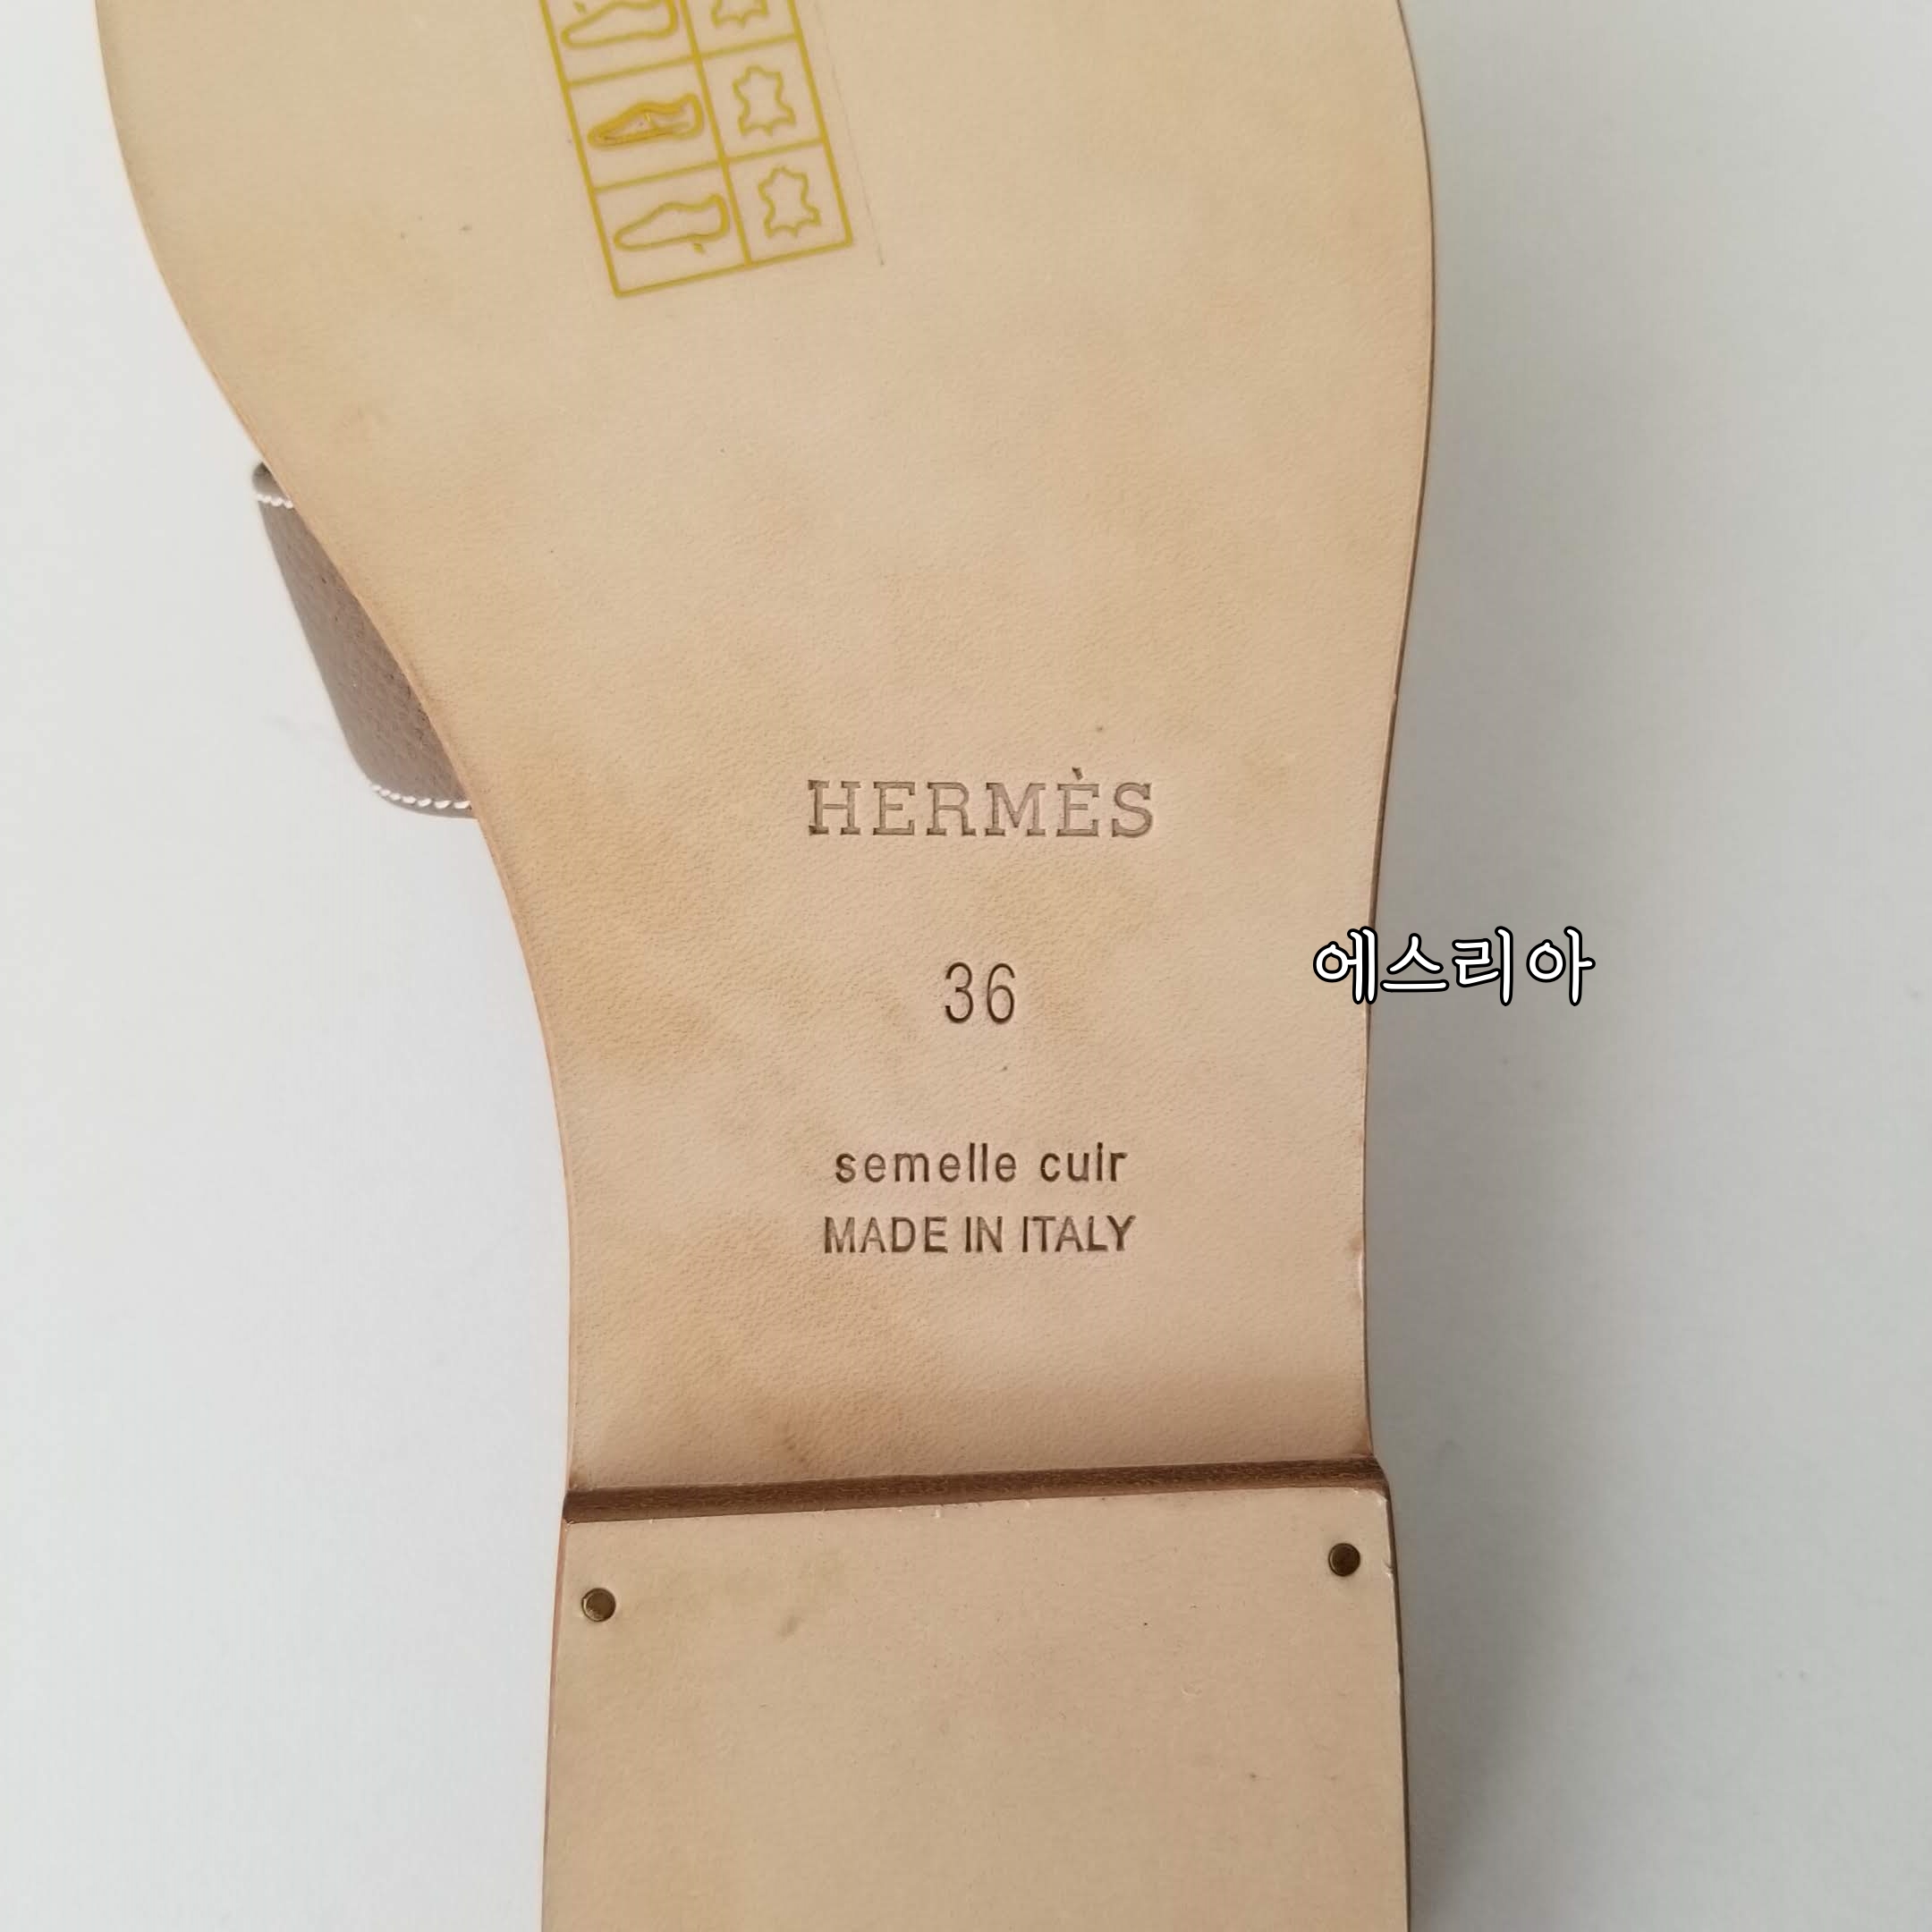 HERMÈS
에스리아
36
semelle cuir
MADE IN ITALY